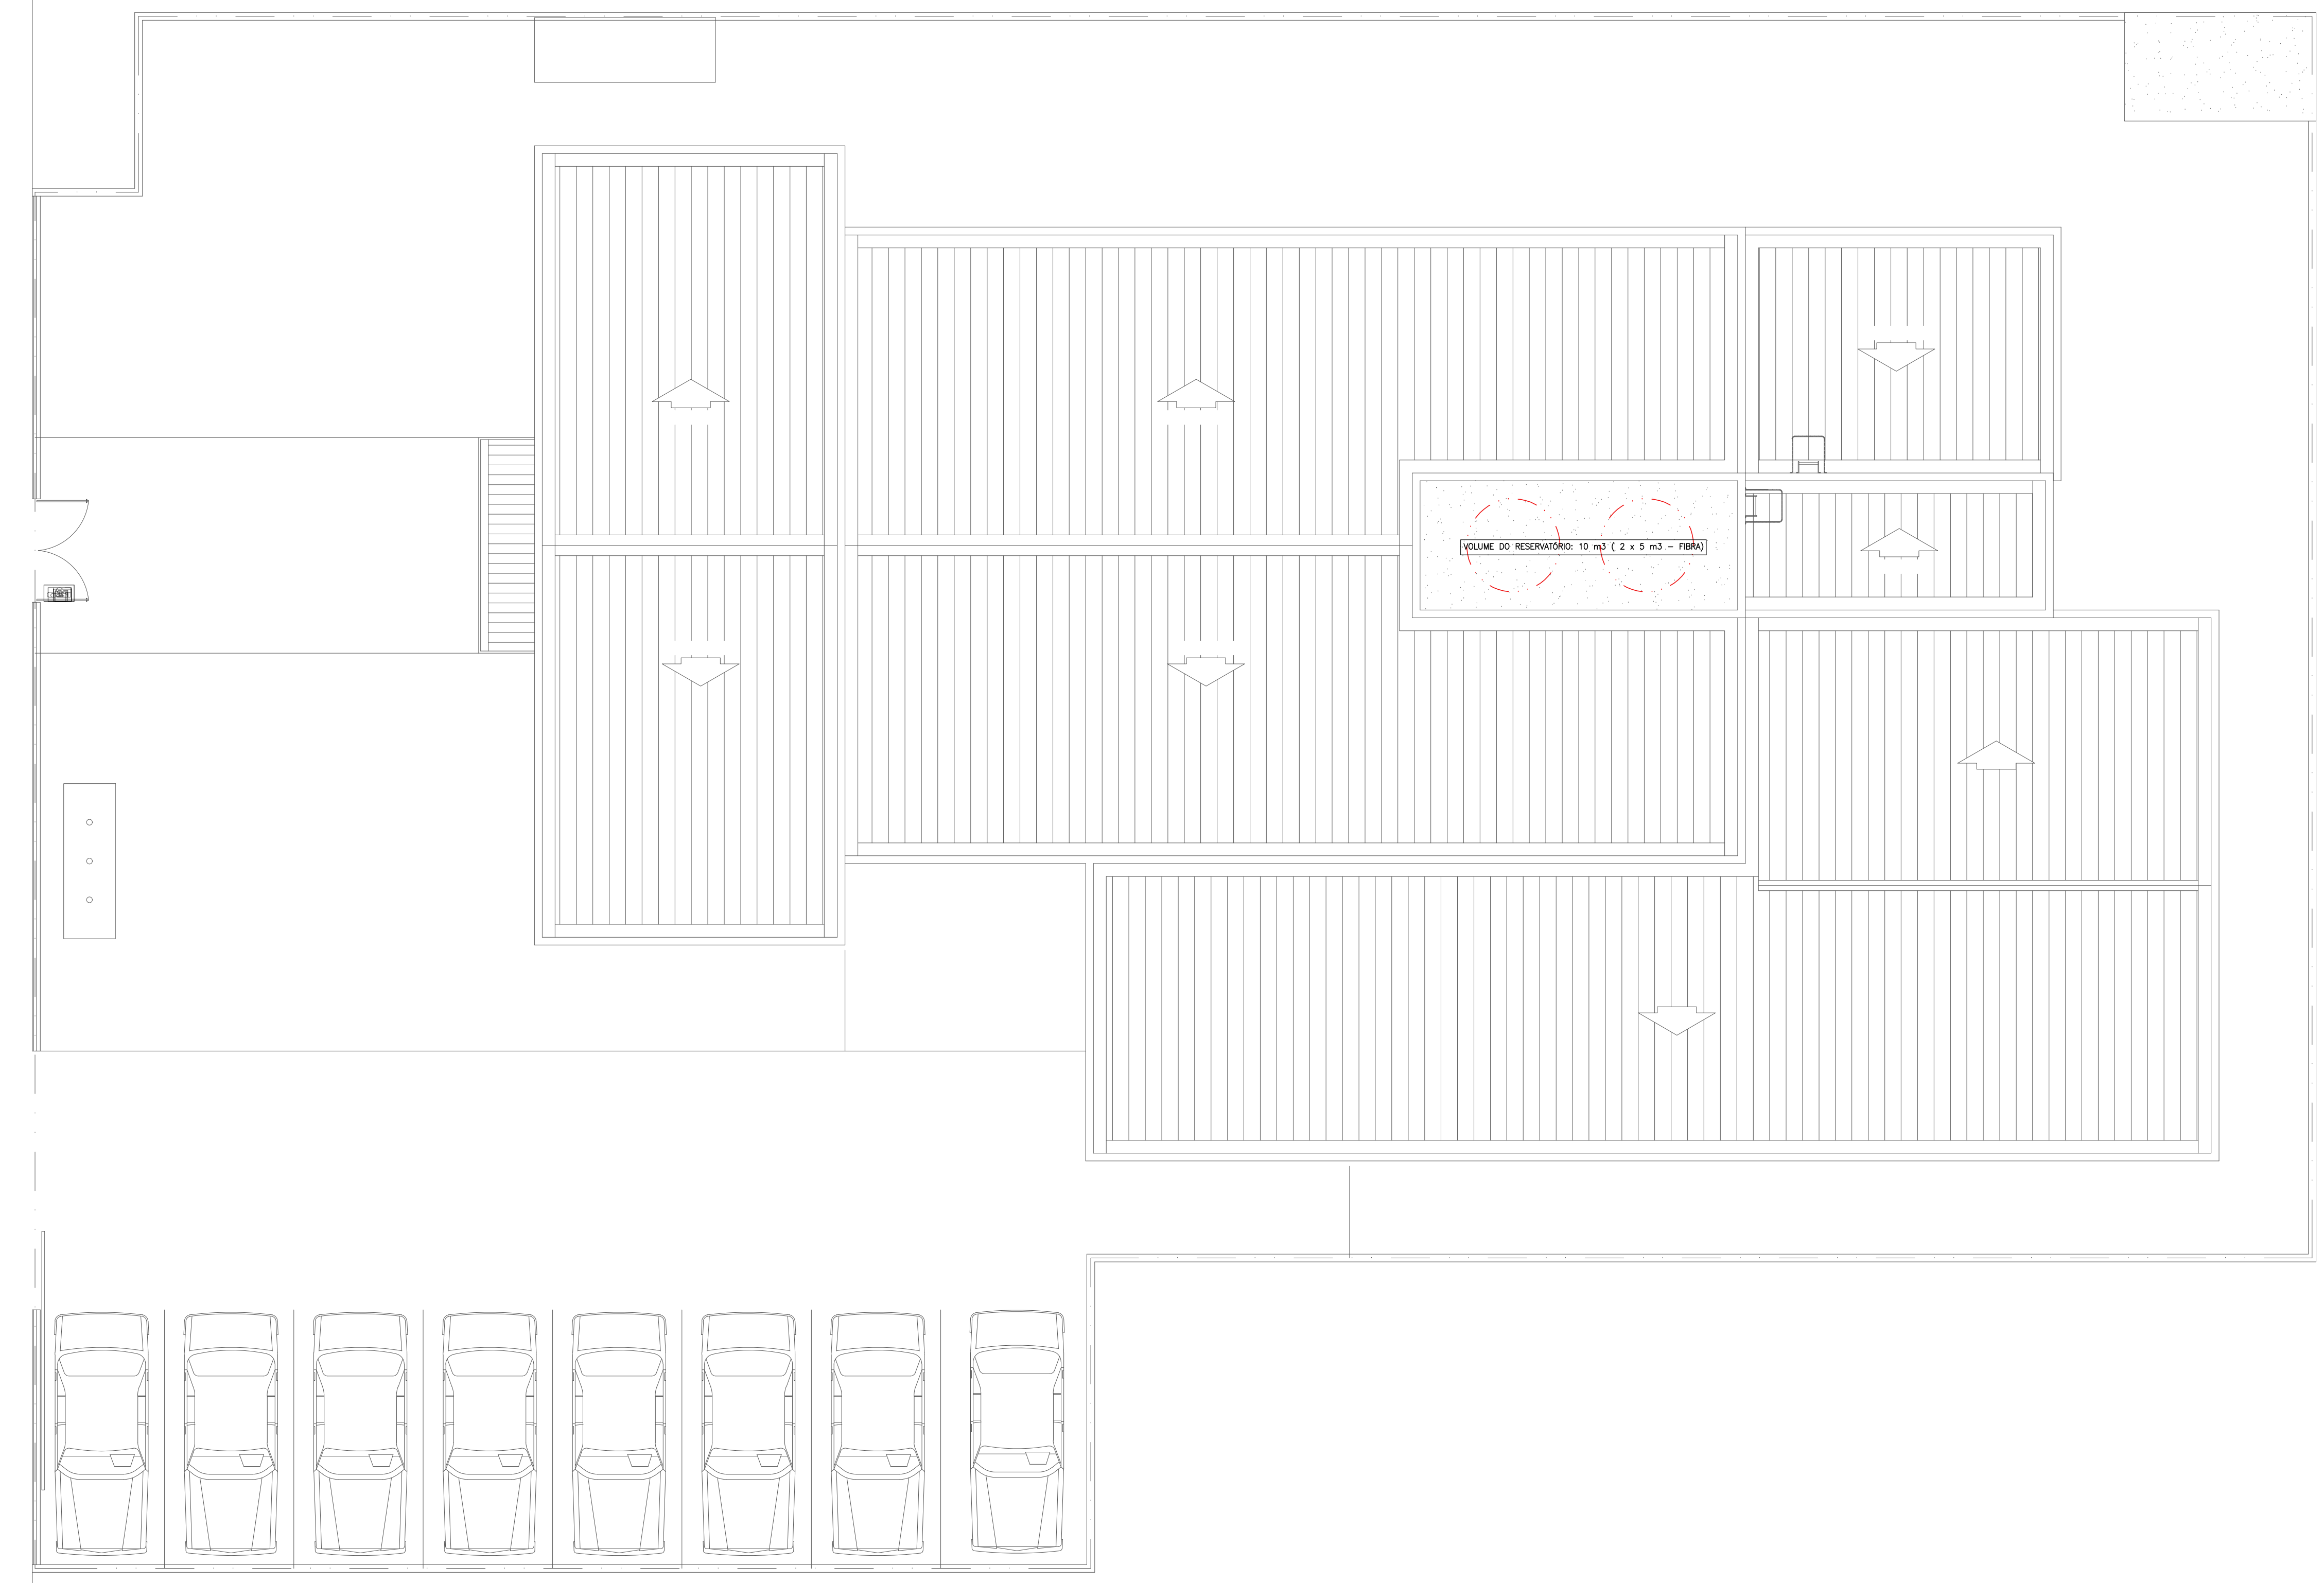 VOLUME DO RESERVATÓRIO: 10 m3 ( 2 x 5 m3 – FIBRA)